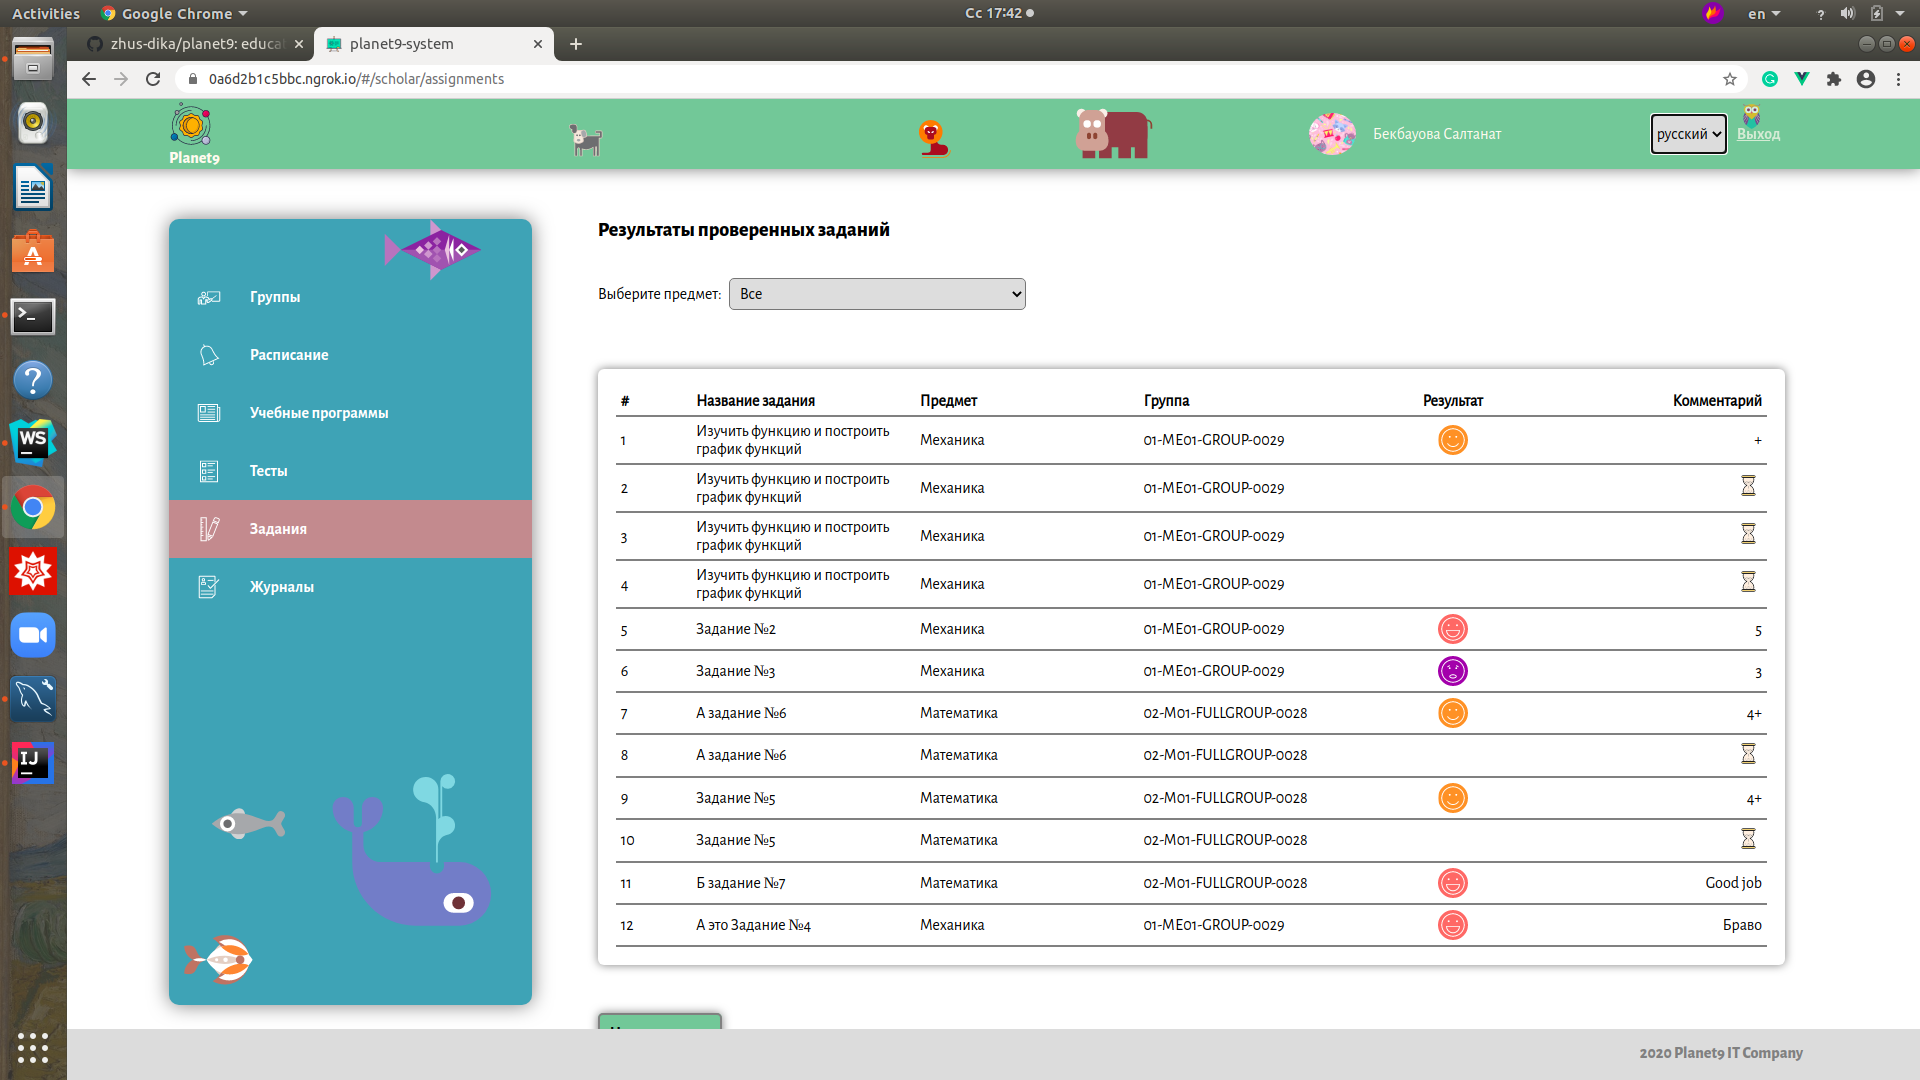 Activities
Google Chrome
Сс 17:42
en
zhus-dika/planet9: educat
planet9-system
0a6d2b1c5bbc.ngrok.io/#/scholar/assignments
Planet9
Бекбауова Салтанат
русский
Выход
Группы
Расписание
Учебные программы
Тесты
Задания
Журналы
Результаты проверенных заданий
Выберите предмет: Все
# Название задания Предмет Группа Результат Комментарий
1 Изучить функцию и построить график функций Механика 01-ME01-GROUP-0029 +
2 Изучить функцию и построить график функций Механика 01-ME01-GROUP-0029
3 Изучить функцию и построить график функций Механика 01-ME01-GROUP-0029
4 Изучить функцию и построить график функций Механика 01-ME01-GROUP-0029
5 Задание №2 Механика 01-ME01-GROUP-0029 5
6 Задание №3 Механика 01-ME01-GROUP-0029 3
7 А задание №6 Математика 02-M01-FULLGROUP-0028 4+
8 А задание №6 Математика 02-M01-FULLGROUP-0028
9 Задание №5 Математика 02-M01-FULLGROUP-0028 4+
10 Задание №5 Математика 02-M01-FULLGROUP-0028
11 Б задание №7 Математика 02-M01-FULLGROUP-0028 Good job
12 А это Задание №4 Механика 01-ME01-GROUP-0029 Браво
2020 Planet9 IT Company
WS
IJ